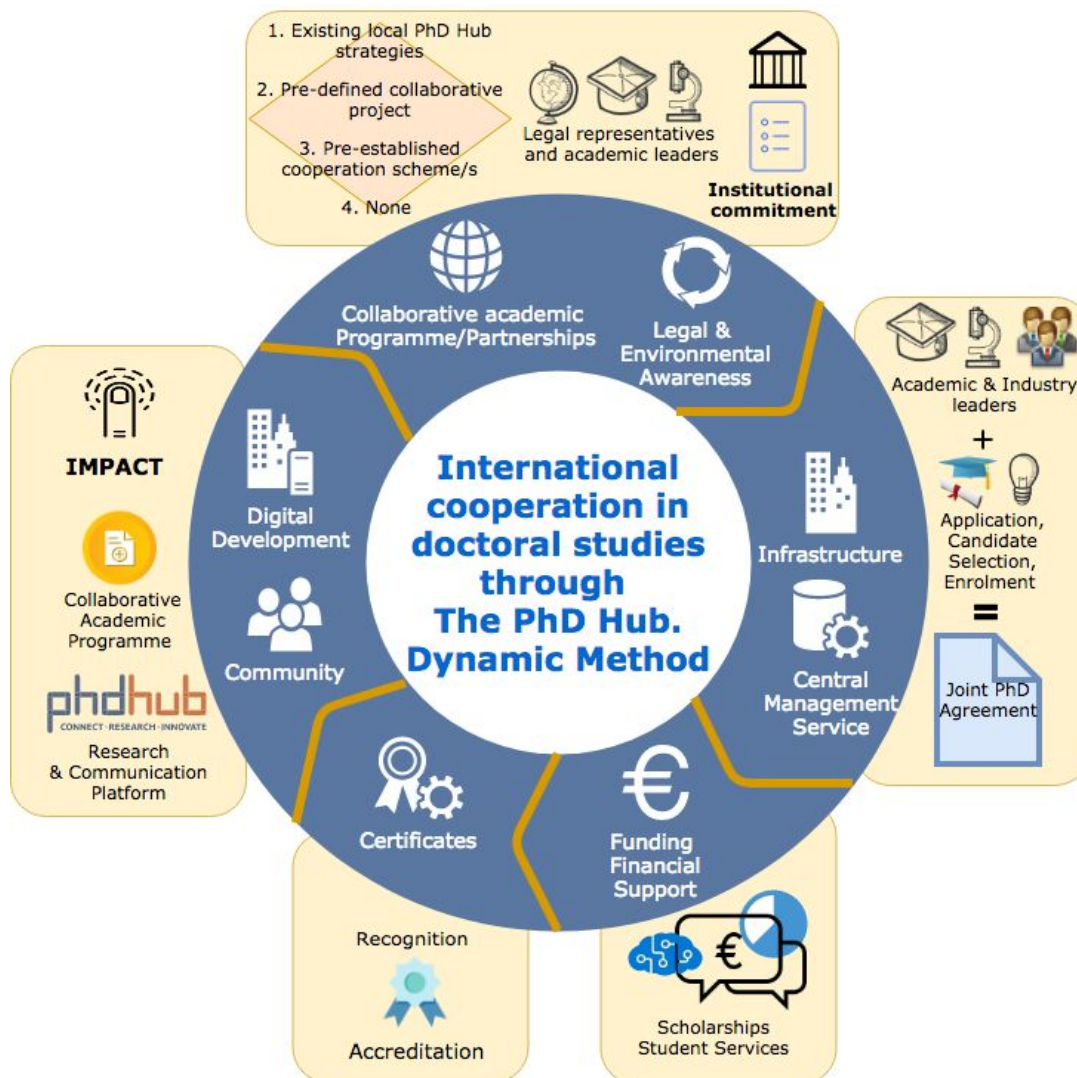 1. Existing local PhD Hub
strategies
2. Pre-defined collaborative
project
3. Pre-established
cooperation scheme/s
4. None
Legal representatives
and academic leaders
Institutional
commitment
Collaborative academic
Programme/Partnerships
Legal &
Environmental
Awareness
Academic & Industry
leaders
+
Application,
Candidate
Selection,
Enrolment
=
Joint PhD
Agreement
Infrastructure
Central
Management
Service
€
Funding
Financial
Support
€
Scholarships
Student Services
Certificates
Recognition
Accreditation
Digital
Development
Community
IMPACT
Collaborative
Academic
Programme
phdhub
CONNECT·RESEARCH·INNOVATE
Research
& Communication
Platform
International
cooperation in
doctoral studies
through
The PhD Hub.
Dynamic Method